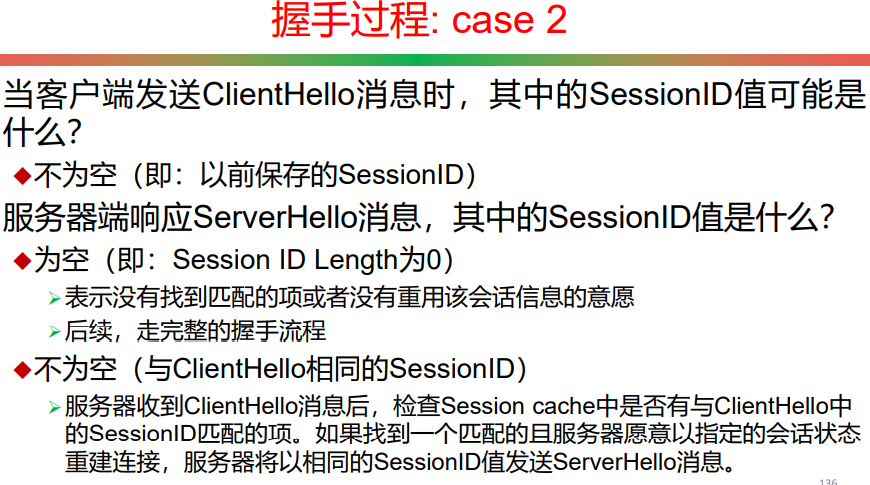 握手过程: case 2
当客户端发送ClientHello消息时，其中的SessionID值可能是
什么？
◆不为空（即：以前保存的SessionID）
服务器端响应ServerHello消息，其中的SessionID值是什么？
◆为空（即：Session ID Length为0）
➢表示没有找到匹配的项或者没有重用该会话信息的意愿
➢后续，走完整的握手流程
◆不为空（与ClientHello相同的SessionID）
➢服务器收到ClientHello消息后，检查Session cache中是否有与ClientHello中
的SessionID匹配的项。如果找到一个匹配的且服务器愿意以指定的会话状态
重建连接，服务器将以相同的SessionID值发送ServerHello消息。
136